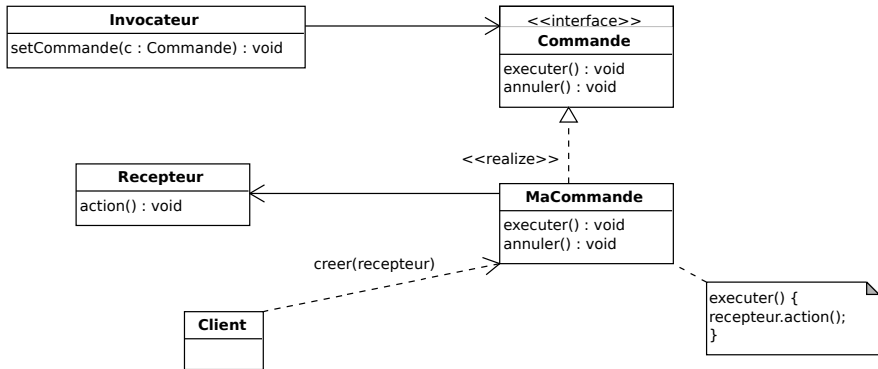 Invocateur
setCommande(c : Commande) : void
<<interface>>
Commande
executer() : void
annuler() : void
<<realize>>
Recepteur
action() : void
MaCommande
executer() : void
annuler() : void
creer(recepteur)
Client
executer() {
recepteur.action();
}